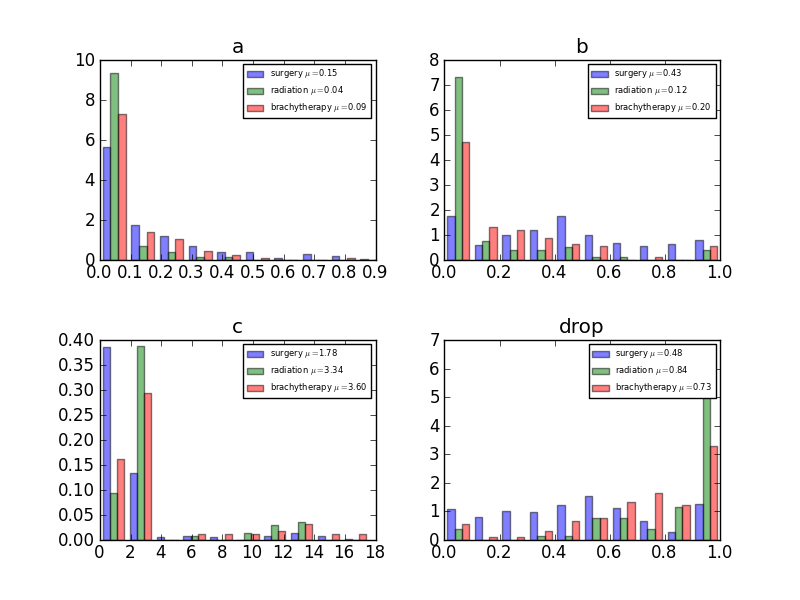 a
10
8
6
4
2
0
0.0 0.1 0.2 0.3 0.4 0.5 0.6 0.7 0.8 0.9
surgery μ=0.15
radiation μ=0.04
brachytherapy μ=0.09
b
8
7
6
5
4
3
2
1
0
0.0 0.2 0.4 0.6 0.8 1.0
surgery μ=0.43
radiation μ=0.12
brachytherapy μ=0.20
c
0.40
0.35
0.30
0.25
0.20
0.15
0.10
0.05
0.00
0 2 4 6 8 10 12 14 16 18
surgery μ=1.78
radiation μ=3.34
brachytherapy μ=3.60
drop
7
6
5
4
3
2
1
0
0.0 0.2 0.4 0.6 0.8 1.0
surgery μ=0.48
radiation μ=0.84
brachytherapy μ=0.73